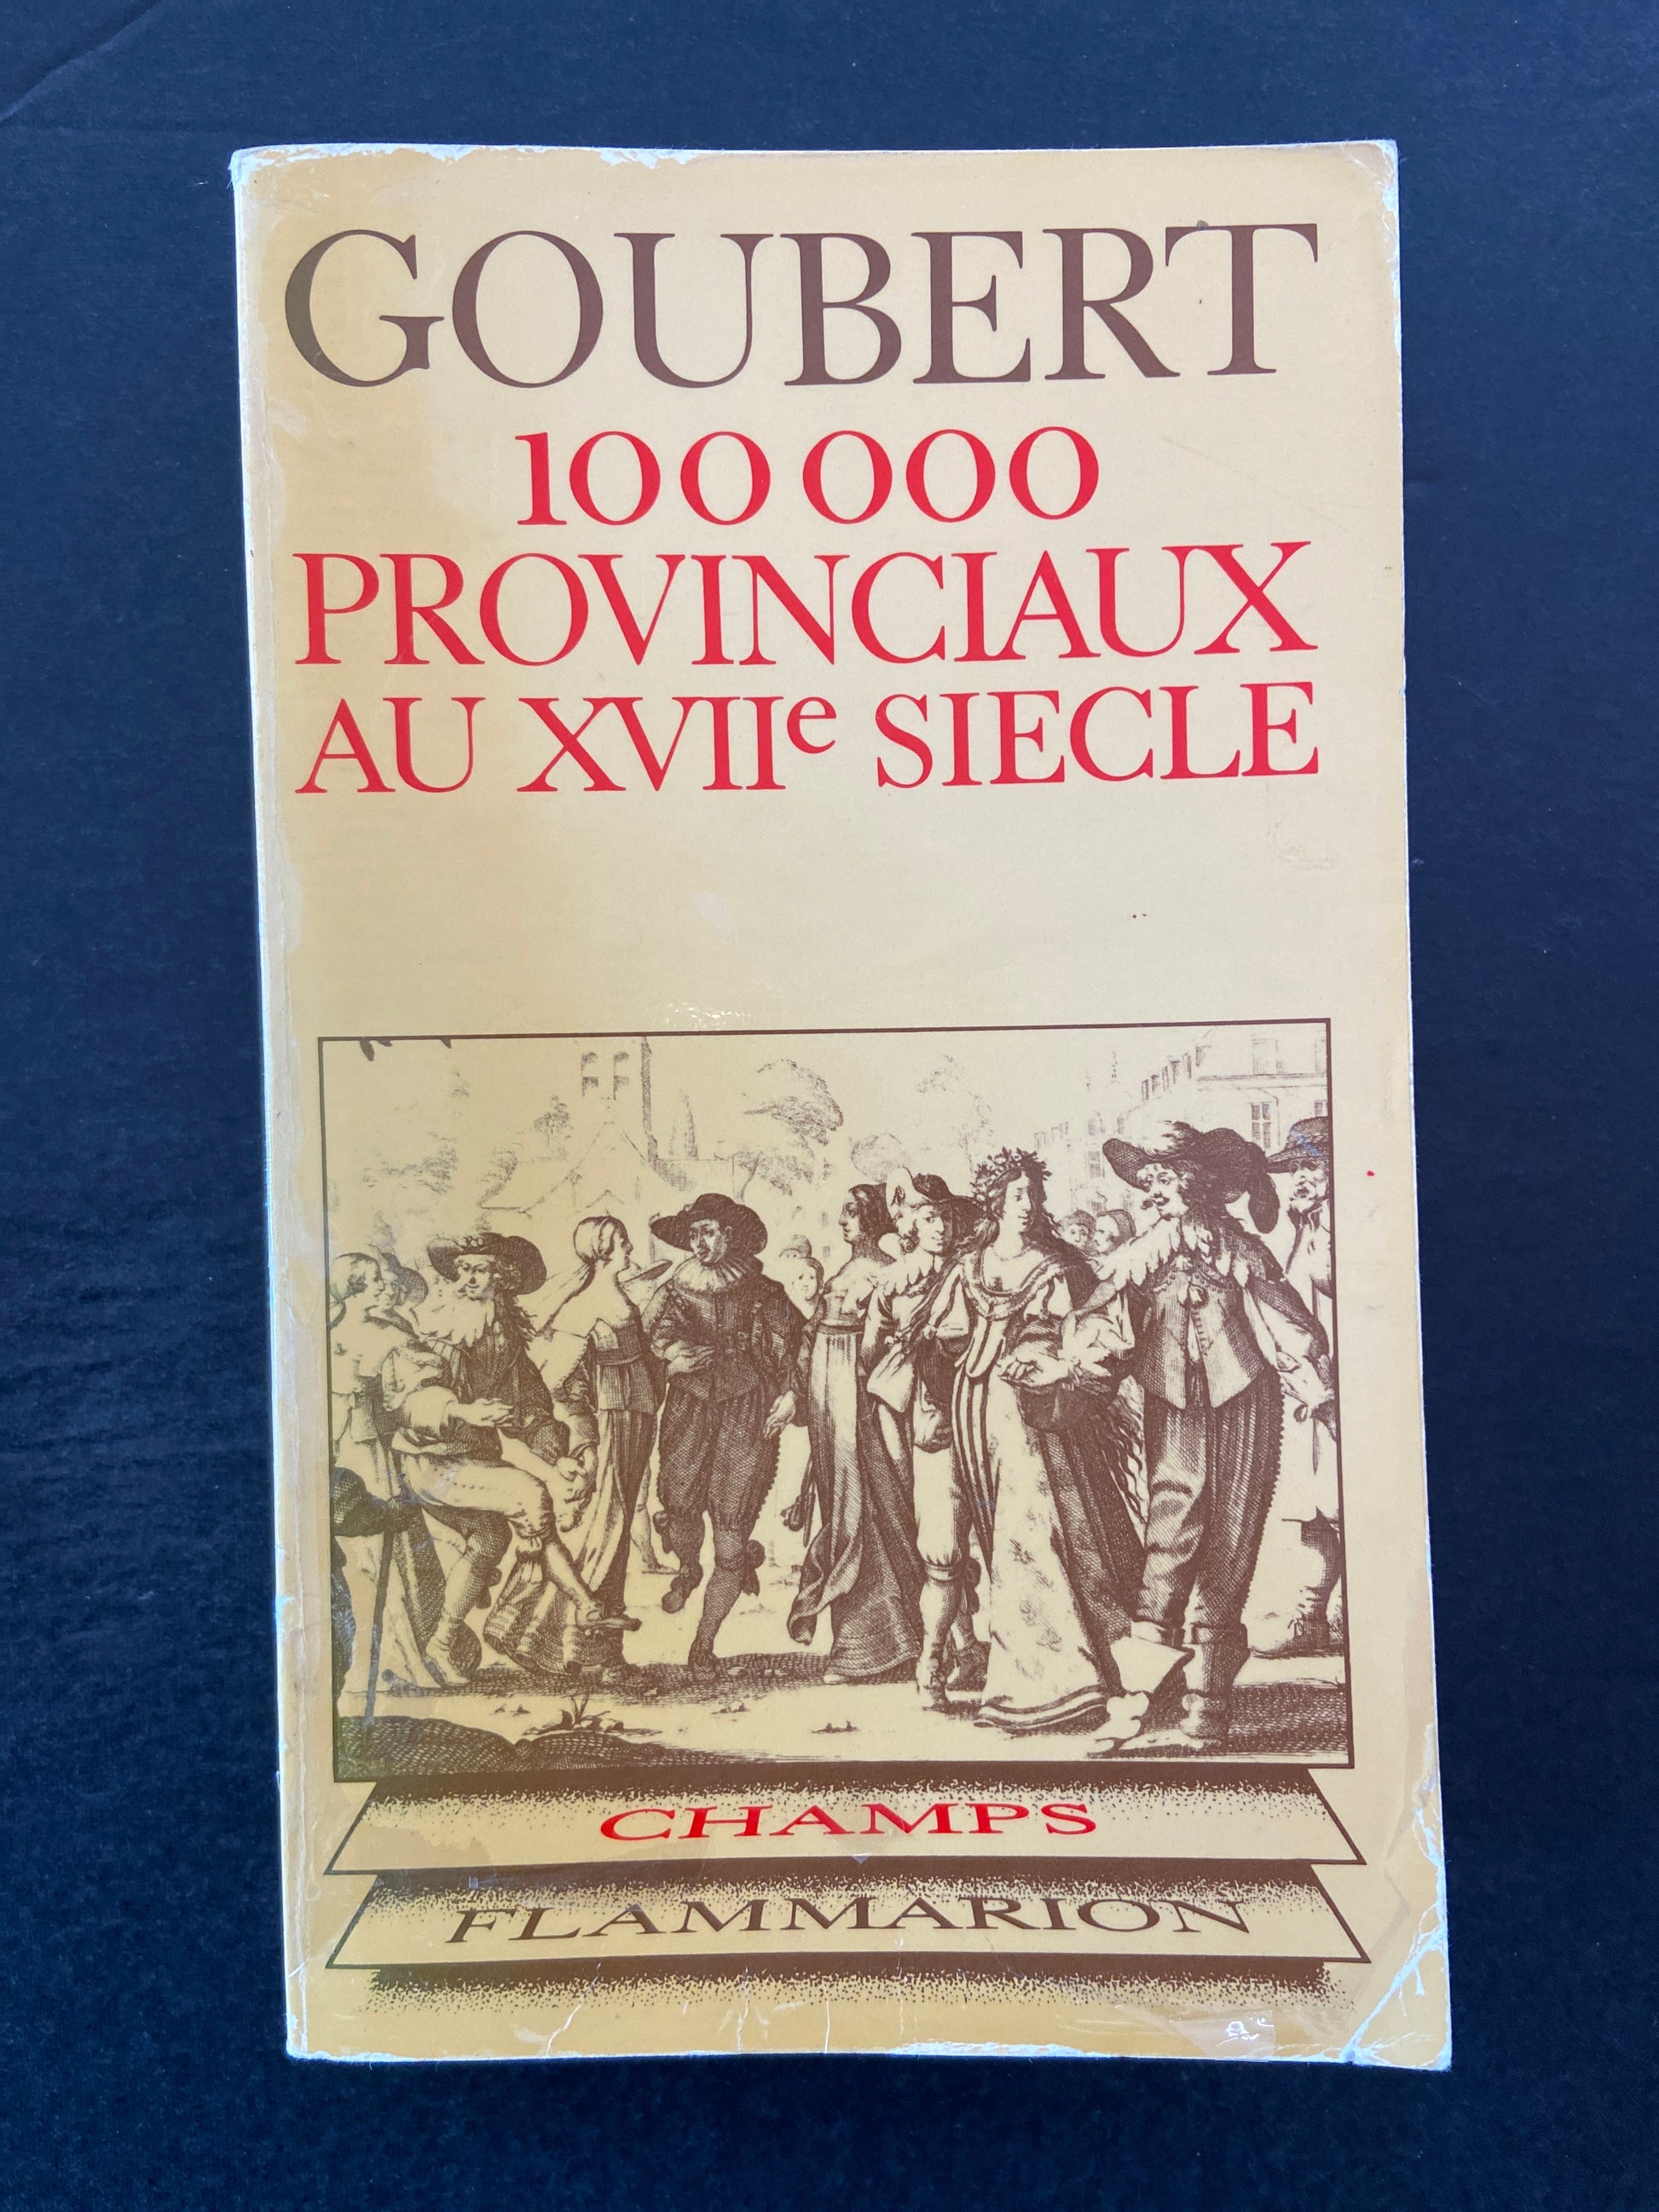 GOUBERT
100 000
PROVINCIAUX
AU XVIIe SIECLE
CHAMPS
FLAMMARION